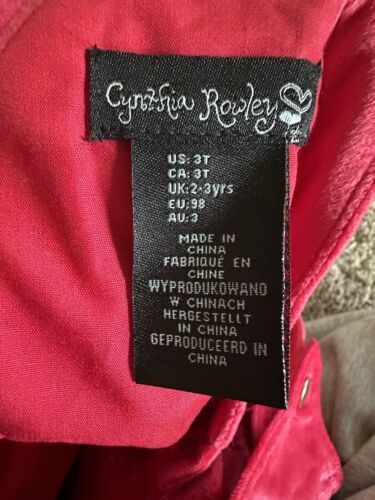 Cynthia Rowley
US: 3T
CA: 3T
UK: 2-3yrs
EU: 98
AU: 3
MADE IN
CHINA
FABRIQUÉ EN
CHINE
WYPRODUKOWANO
W CHINACH
HERGESTELLT
IN CHINA
GEPRODUCEERD IN
CHINA